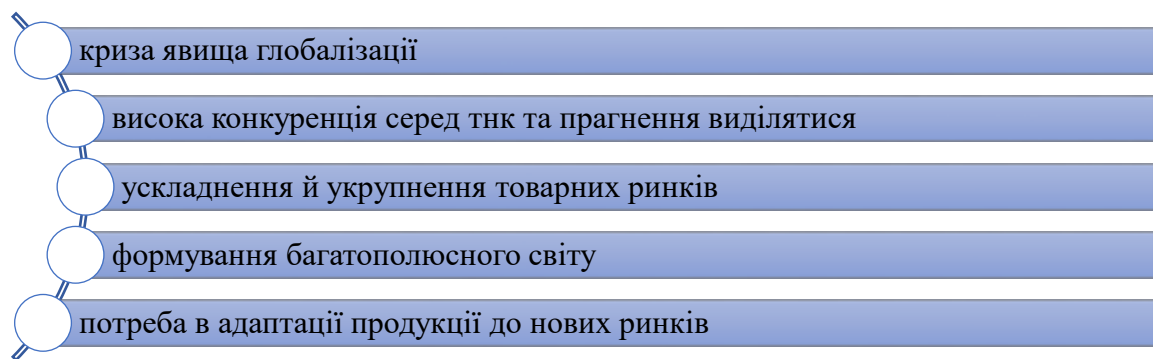 криза явища глобалізації
висока конкуренція серед тнк та прагнення виділятися
ускладнення й укрупнення товарних ринків
формування багатополюсного світу
потреба в адаптації продукції до нових ринків